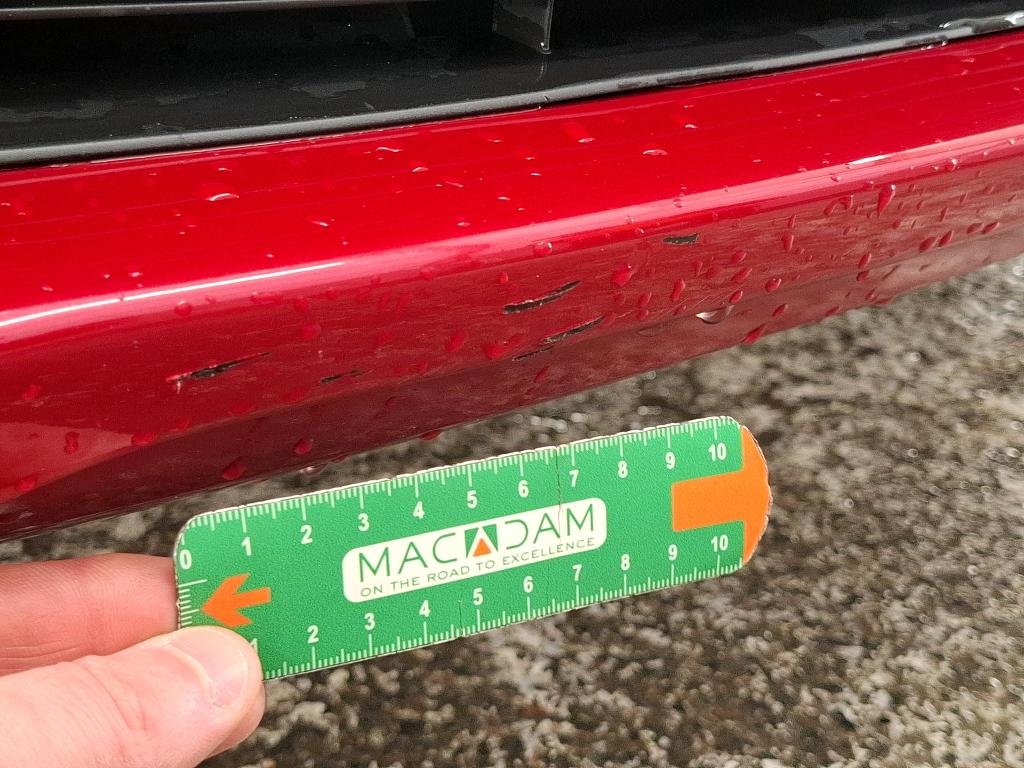 0 1 2 3 4 5 6 7 8 9 10
MACADAM
ON THE ROAD TO EXCELLENCE
1 2 3 4 5 6 7 8 9 10